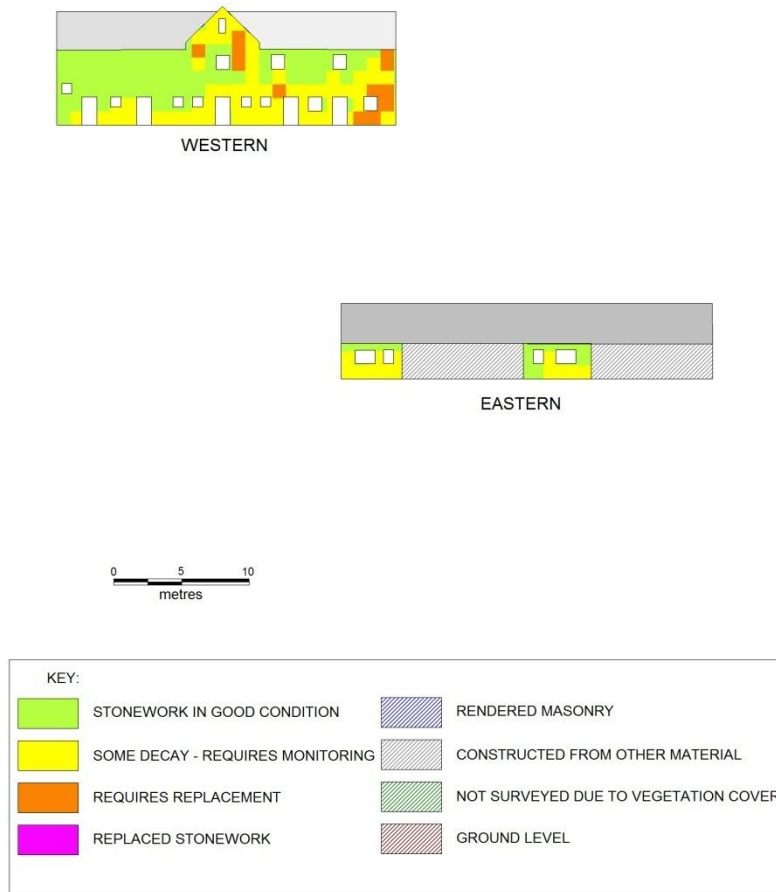 WESTERN
EASTERN
0 5 10
metres
KEY:
STONEWORK IN GOOD CONDITION
SOME DECAY - REQUIRES MONITORING
REQUIRES REPLACEMENT
REPLACED STONEWORK
RENDERED MASONRY
CONSTRUCTED FROM OTHER MATERIAL
NOT SURVEYED DUE TO VEGETATION COVER
GROUND LEVEL